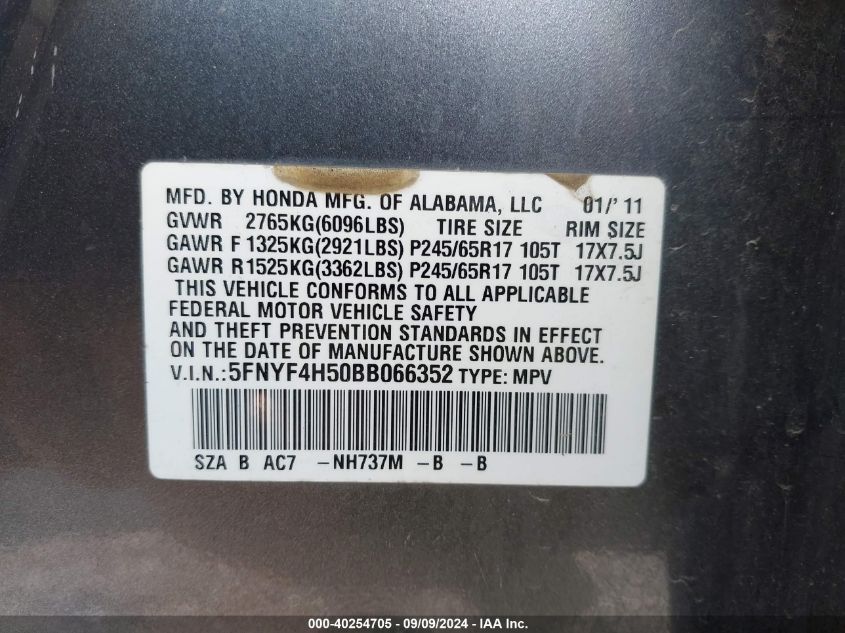 MFD. BY HONDA MFG. OF ALABAMA, LLC 01/'11
GVWR 2765KG(6096LBS) TIRE SIZE RIM SIZE
GAWR F 1325KG(2921LBS) P245/65R17 105T 17X7.5J
GAWR R 1525KG(3362LBS) P245/65R17 105T 17X7.5J
THIS VEHICLE CONFORMS TO ALL APPLICABLE
FEDERAL MOTOR VEHICLE SAFETY
AND THEFT PREVENTION STANDARDS IN EFFECT
ON THE DATE OF MANUFACTURE SHOWN ABOVE.
V.I.N.: 5FNYF4H50BB066352 TYPE: MPV
SZA B AC7 -NH737M -B -B
000-40254705 - 09/09/2024 - IAA Inc.